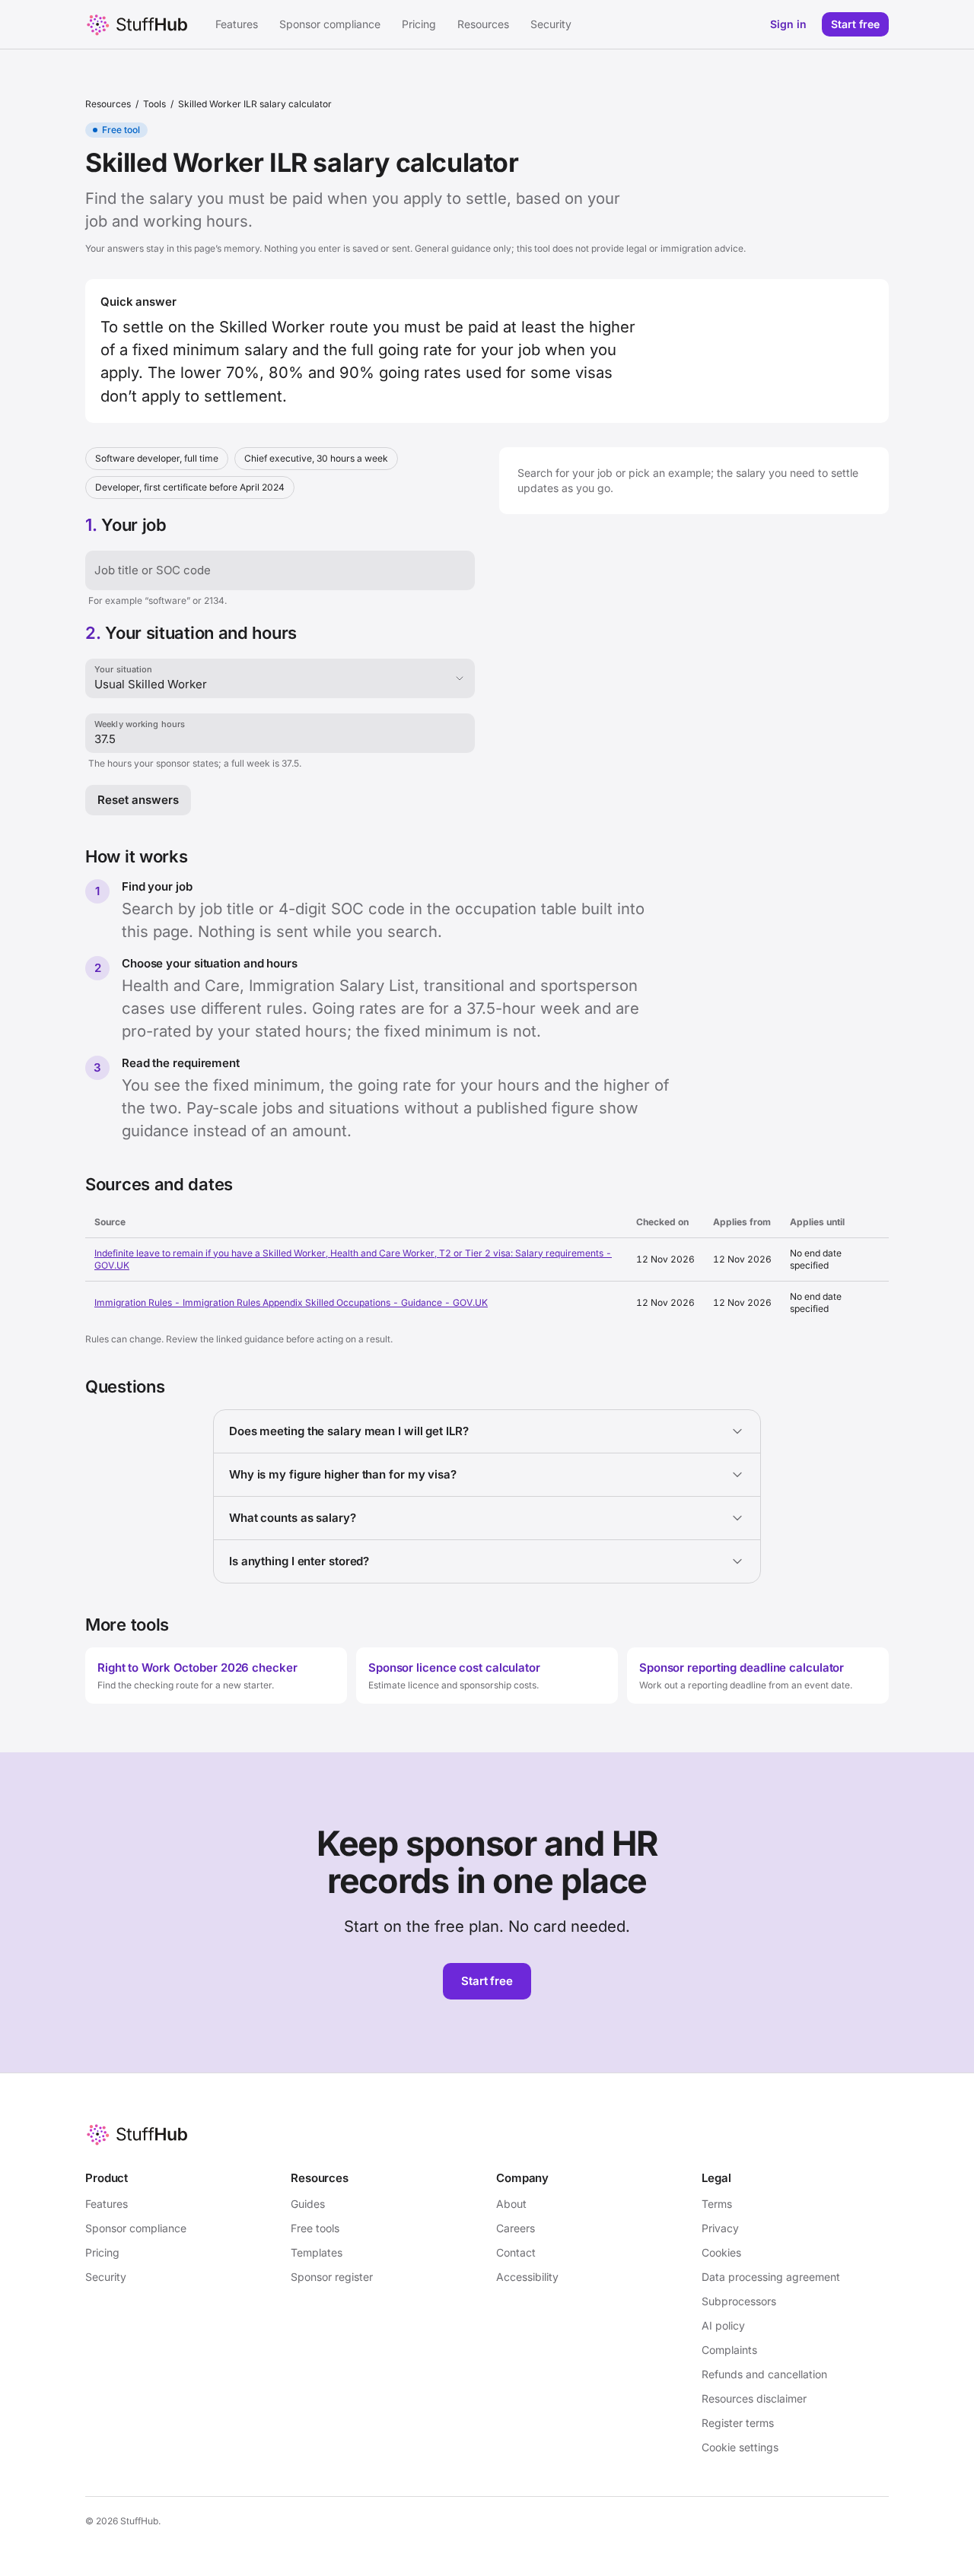 StuffHub
Features
Sponsor compliance
Pricing
Resources
Security
Sign in
Start free
Resources / Tools / Skilled Worker ILR salary calculator
Free tool
Skilled Worker ILR salary calculator
Find the salary you must be paid when you apply to settle, based on your
job and working hours.
Your answers stay in this page’s memory. Nothing you enter is saved or sent. General guidance only; this tool does not provide legal or immigration advice.
Quick answer
To settle on the Skilled Worker route you must be paid at least the higher
of a fixed minimum salary and the full going rate for your job when you
apply. The lower 70%, 80% and 90% going rates used for some visas
don’t apply to settlement.
Software developer, full time
Chief executive, 30 hours a week
Developer, first certificate before April 2024
Search for your job or pick an example; the salary you need to settle
updates as you go.
1. Your job
Job title or SOC code
For example “software” or 2134.
2. Your situation and hours
Your situation
Usual Skilled Worker
Weekly working hours
37.5
The hours your sponsor states; a full week is 37.5.
Reset answers
How it works
1
Find your job
Search by job title or 4-digit SOC code in the occupation table built into
this page. Nothing is sent while you search.
2
Choose your situation and hours
Health and Care, Immigration Salary List, transitional and sportsperson
cases use different rules. Going rates are for a 37.5-hour week and are
pro-rated by your stated hours; the fixed minimum is not.
3
Read the requirement
You see the fixed minimum, the going rate for your hours and the higher of
the two. Pay-scale jobs and situations without a published figure show
guidance instead of an amount.
Sources and dates
Source
Checked on
Applies from
Applies until
Indefinite leave to remain if you have a Skilled Worker, Health and Care Worker, T2 or Tier 2 visa: Salary requirements -
GOV.UK
12 Nov 2026
12 Nov 2026
No end date
specified
Immigration Rules - Immigration Rules Appendix Skilled Occupations - Guidance - GOV.UK
12 Nov 2026
12 Nov 2026
No end date
specified
Rules can change. Review the linked guidance before acting on a result.
Questions
Does meeting the salary mean I will get ILR?
Why is my figure higher than for my visa?
What counts as salary?
Is anything I enter stored?
More tools
Right to Work October 2026 checker
Find the checking route for a new starter.
Sponsor licence cost calculator
Estimate licence and sponsorship costs.
Sponsor reporting deadline calculator
Work out a reporting deadline from an event date.
Keep sponsor and HR
records in one place
Start on the free plan. No card needed.
Start free
StuffHub
Product
Features
Sponsor compliance
Pricing
Security
Resources
Guides
Free tools
Templates
Sponsor register
Company
About
Careers
Contact
Accessibility
Legal
Terms
Privacy
Cookies
Data processing agreement
Subprocessors
AI policy
Complaints
Refunds and cancellation
Resources disclaimer
Register terms
Cookie settings
© 2026 StuffHub.